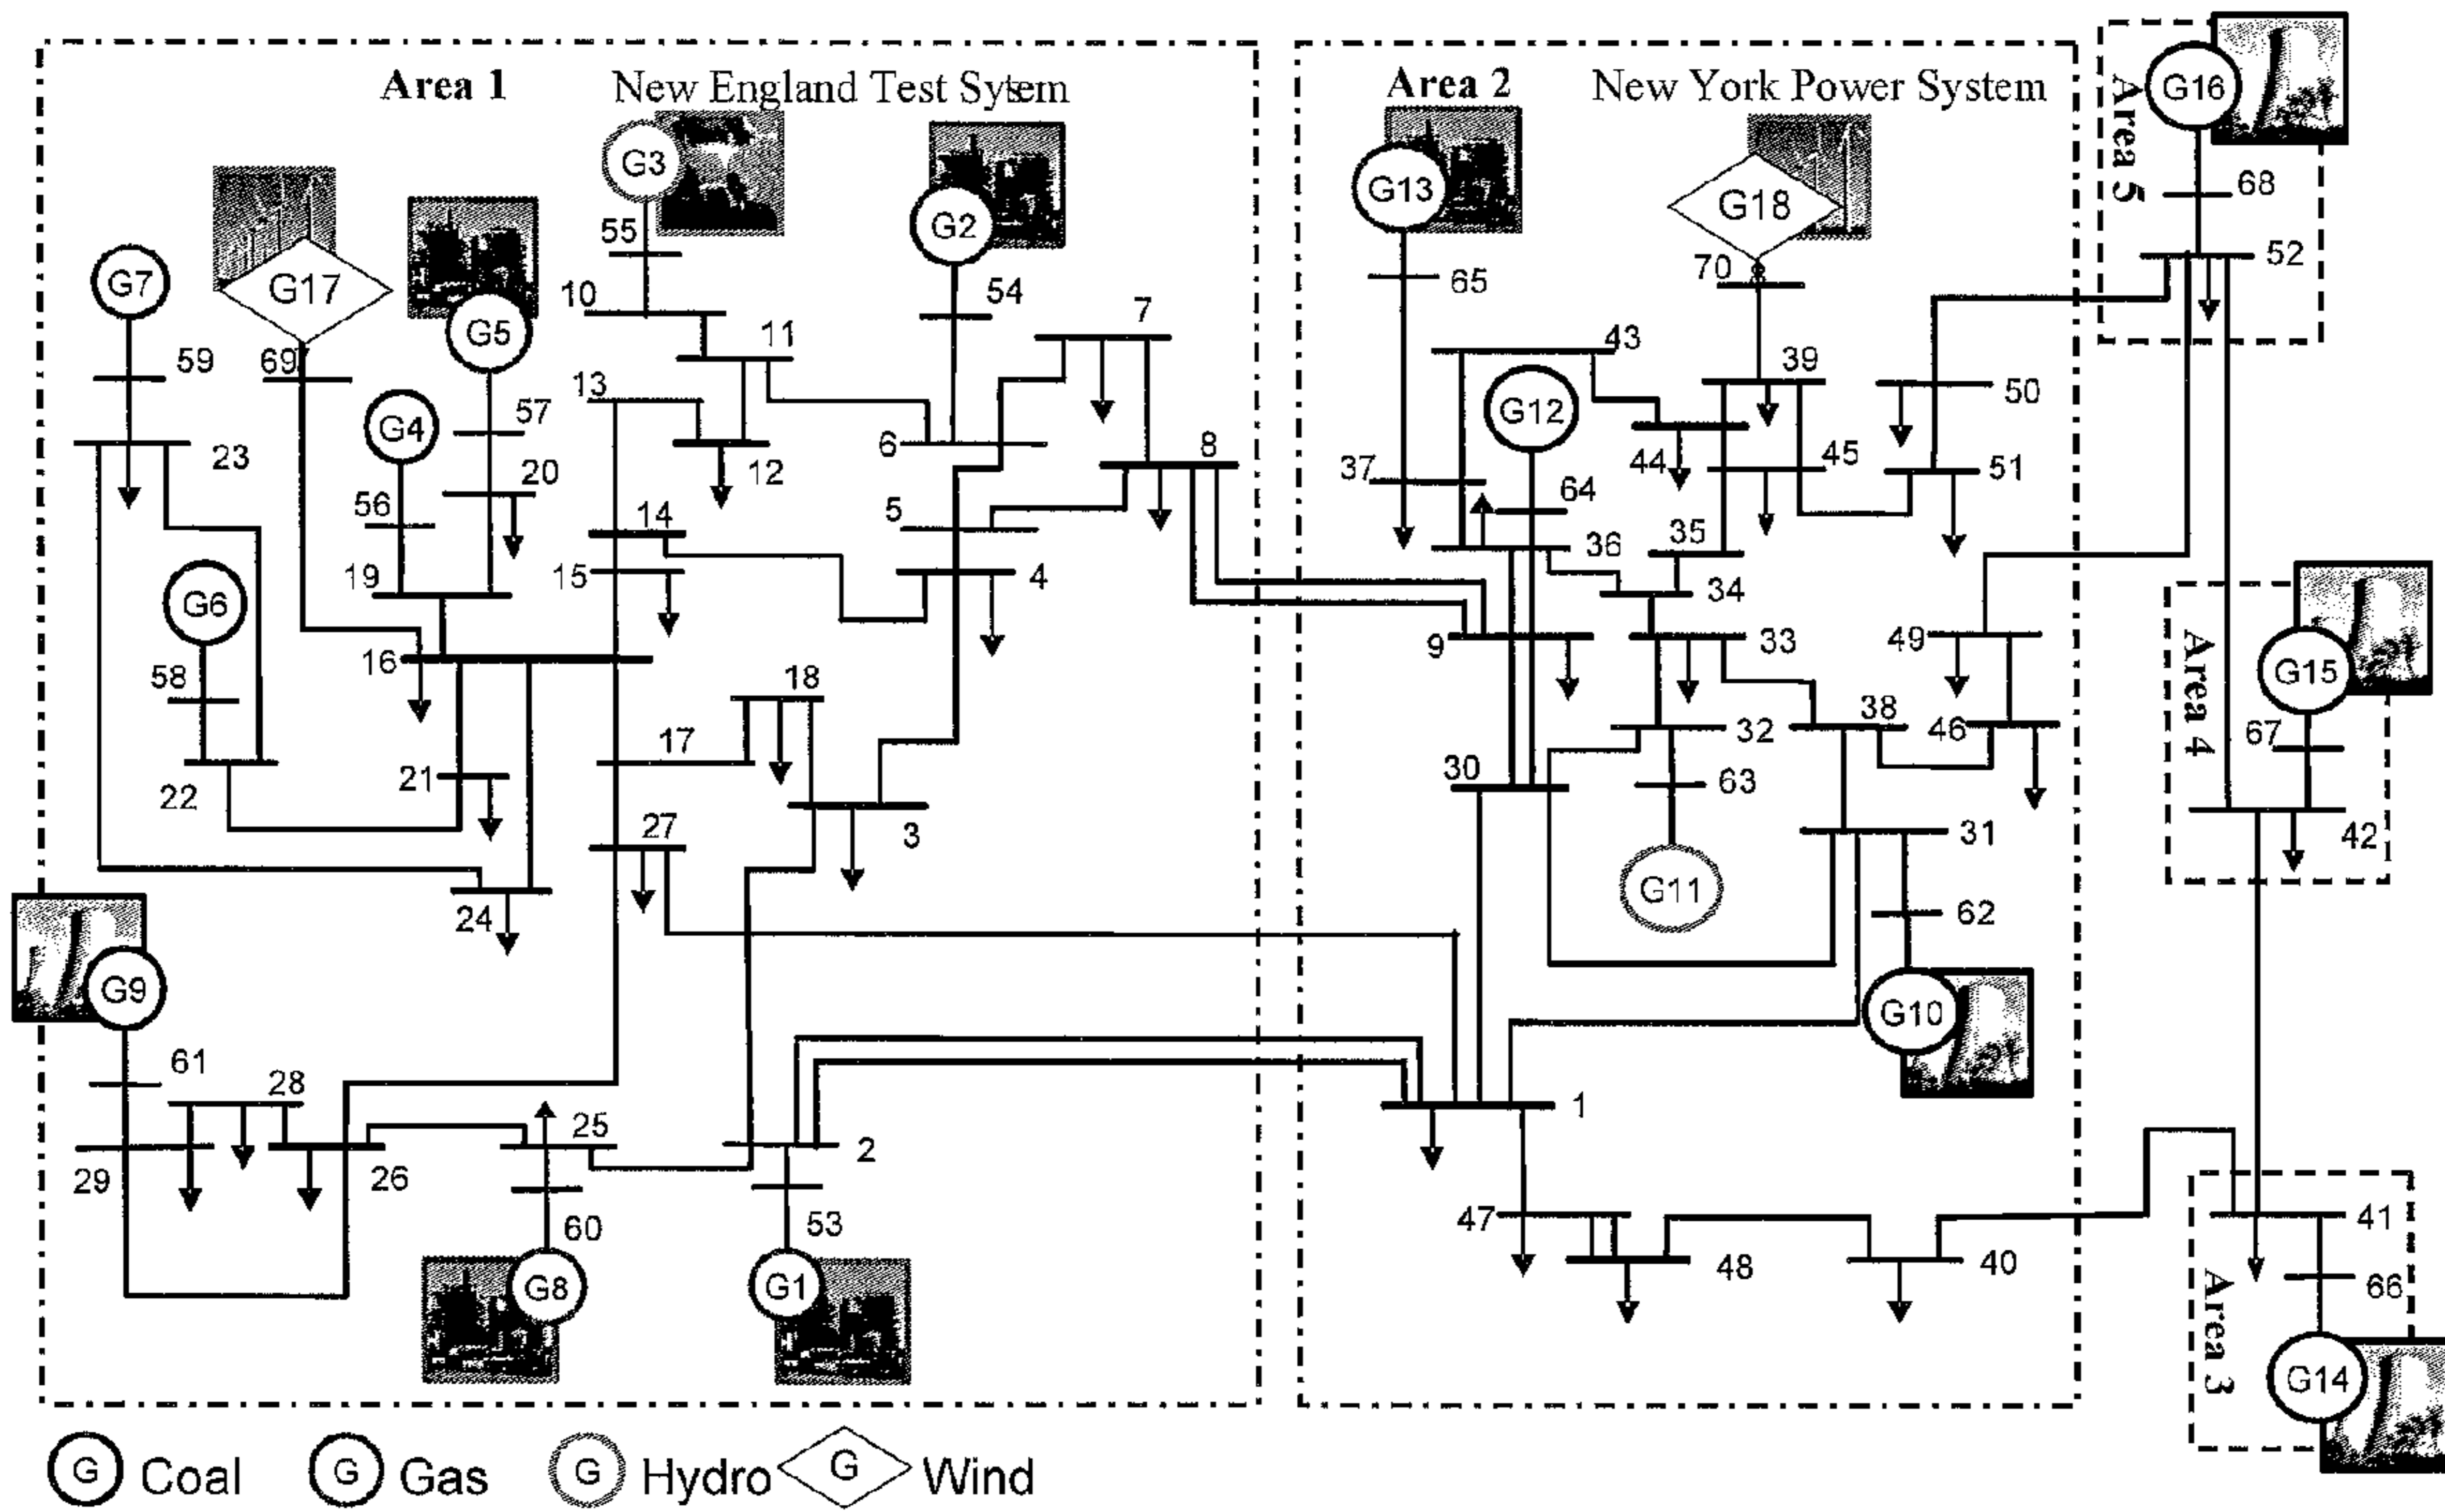 Area 1 New England Test Sytem
Area 2 New York Power System
Area 5
G16
68
52
G3
55
10
G2
54
G13
65
G18
70
G7
59
23
G17
69
G5
57
20
G4
56
19
G6
58
22
13
11
12
6
7
8
5
4
14
15
16
18
17
3
21
27
24
G9
61
28
29
26
25
60
G8
2
53
G1
43
G12
64
37
36
44
39
45
35
34
50
51
9
33
49
30
32
38
46
63
31
G11
62
G10
1
47
48
40
Area 4
G15
67
42
41
66
Area 3
G14
G Coal G Gas G Hydro G Wind